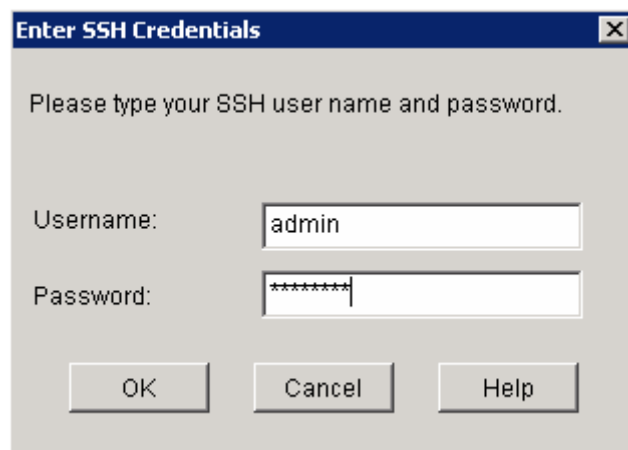 Enter SSH Credentials
Please type your SSH user name and password.
Username: admin
Password: ********
OK Cancel Help